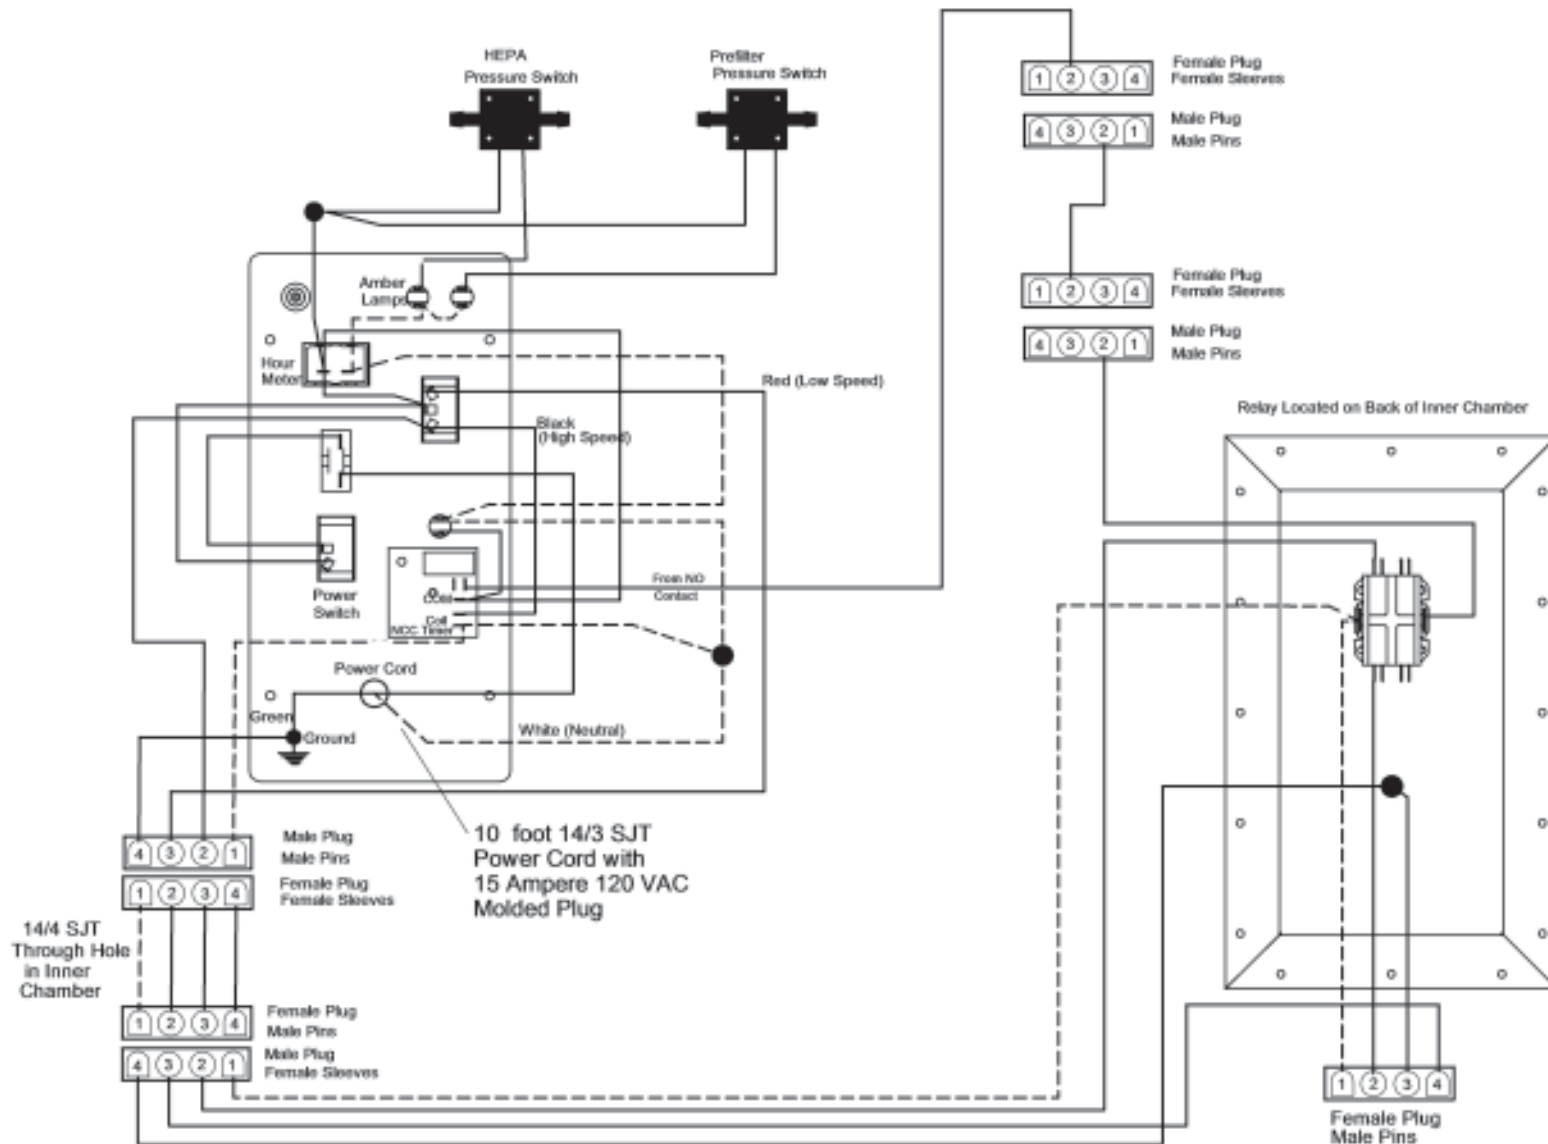 HEPA
Pressure Switch
Prefilter
Pressure Switch
Female Plug
Female Sleeves
1 2 3 4
Male Plug
Male Pins
4 3 2 1
Female Plug
Female Sleeves
1 2 3 4
Male Plug
Male Pins
4 3 2 1
Amber
Lamps
Hour
Meter
Red (Low Speed)
Black
(High Speed)
Relay Located on Back of Inner Chamber
Power
Switch
From NO
Contact
COM
Coil
NCC Timer
Power Cord
Green
Ground
White (Neutral)
10 foot 14/3 SJT
Power Cord with
15 Ampere 120 VAC
Molded Plug
Male Plug
Male Pins
4 3 2 1
Female Plug
Female Sleeves
1 2 3 4
14/4 SJT
Through Hole
in Inner
Chamber
Female Plug
Male Pins
1 2 3 4
Male Plug
Female Sleeves
4 3 2 1
1 2 3 4
Female Plug
Male Pins